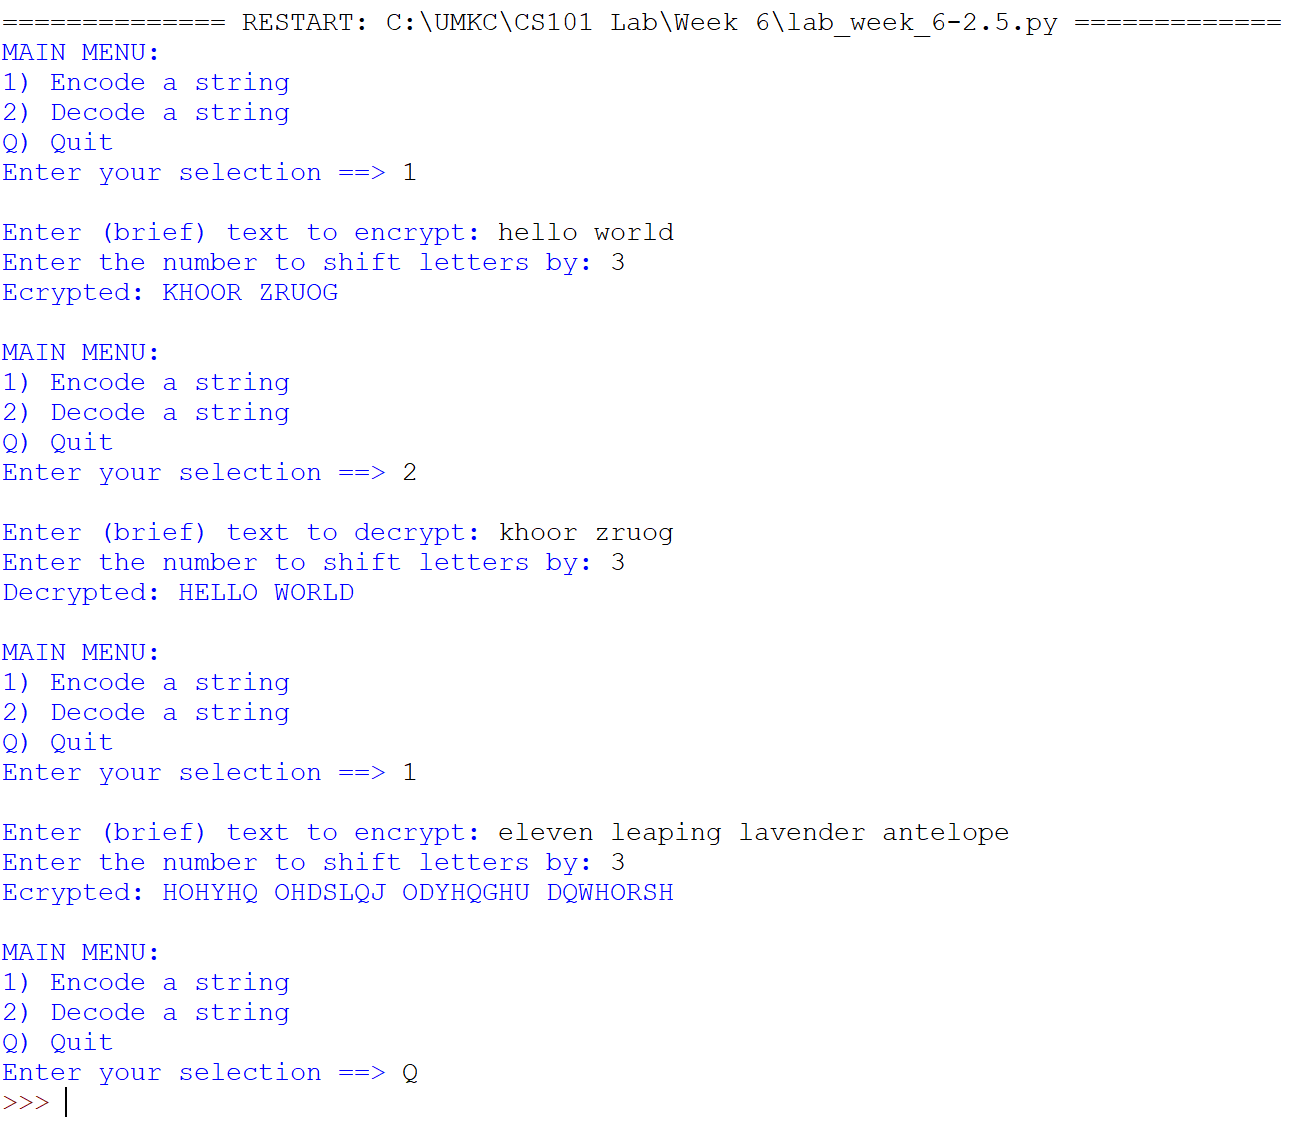 ============== RESTART: C:\UMKC\CS101 Lab\Week 6\lab_week_6-2.5.py =============
MAIN MENU:
1) Encode a string
2) Decode a string
Q) Quit
Enter your selection ==> 1
Enter (brief) text to encrypt: hello world
Enter the number to shift letters by: 3
Ecrypted: KHOOR ZRUOG
MAIN MENU:
1) Encode a string
2) Decode a string
Q) Quit
Enter your selection ==> 2
Enter (brief) text to decrypt: khoor zruog
Enter the number to shift letters by: 3
Decrypted: HELLO WORLD
MAIN MENU:
1) Encode a string
2) Decode a string
Q) Quit
Enter your selection ==> 1
Enter (brief) text to encrypt: eleven leaping lavender antelope
Enter the number to shift letters by: 3
Ecrypted: HOHYHQ OHDSLQJ ODYHQGHU DQWHORSH
MAIN MENU:
1) Encode a string
2) Decode a string
Q) Quit
Enter your selection ==> Q
>>>